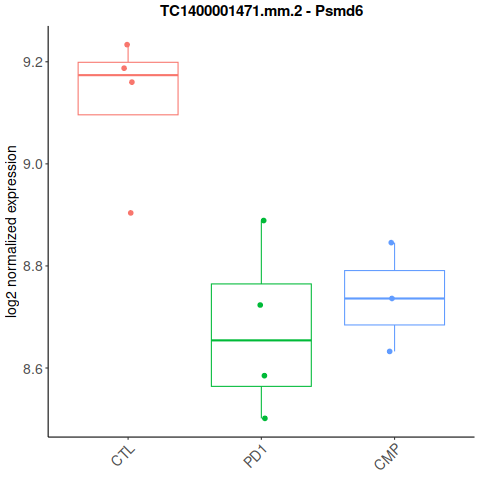 TC1400001471.mm.2 - Psmd6
log2 normalized expression
9.2
9.0
8.8
8.6
CTL
PD1
CMP